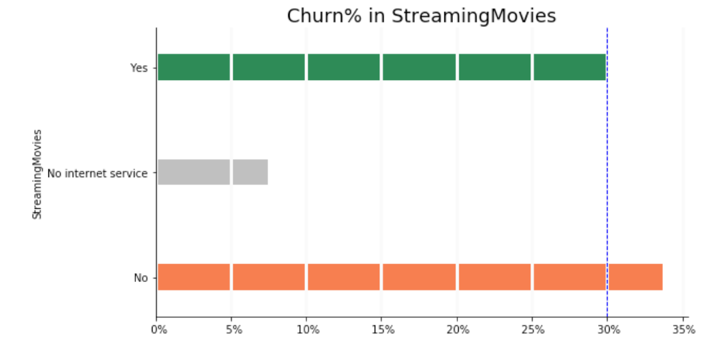 Churn% in StreamingMovies
StreamingMovies
Yes
No internet service
No
0% 5% 10% 15% 20% 25% 30% 35%